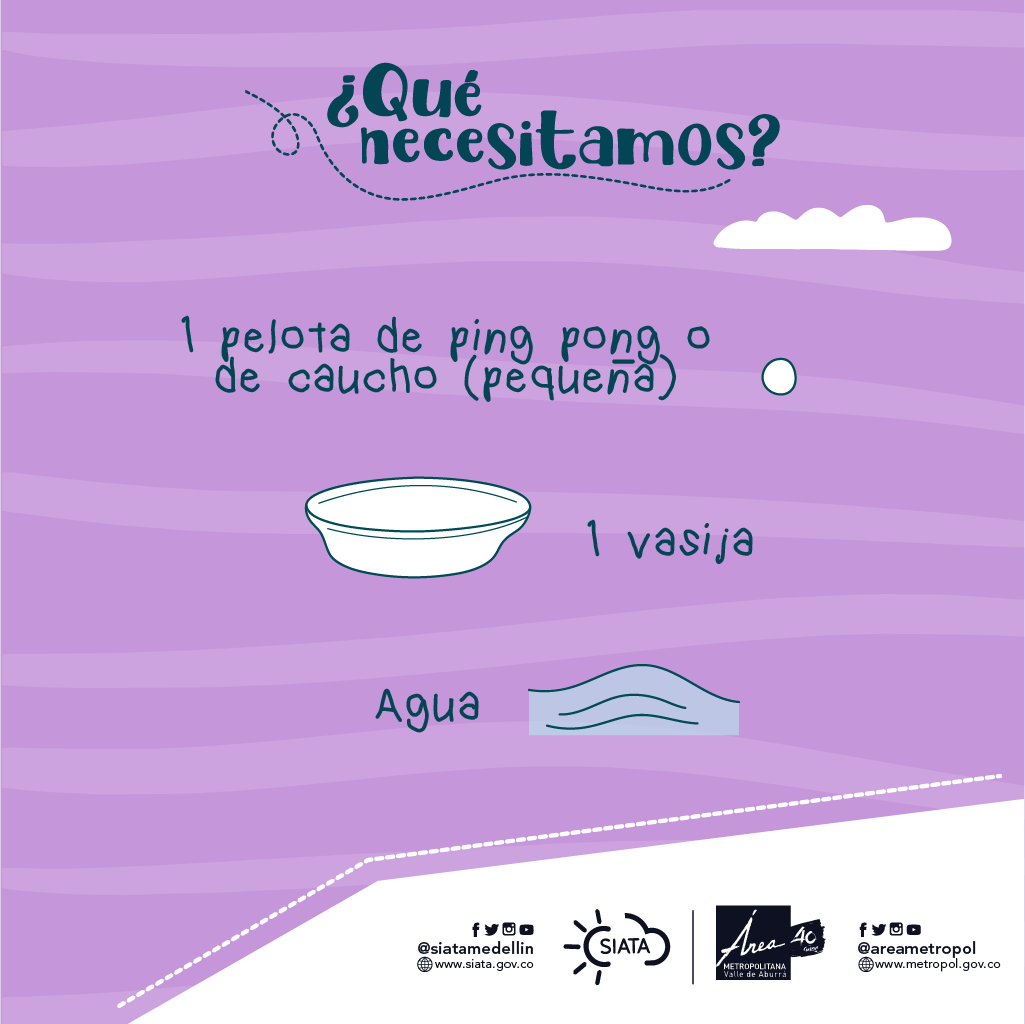 ¿Qué
necesitamos?
1 pelota de ping pong o
de caucho (pequeña)
1 vasija
Agua
@siatamedellin
www.siata.gov.co
SIATA
Área
40
METROPOLITANA
Valle de Aburrá
@areametropol
www.metropol.gov.co